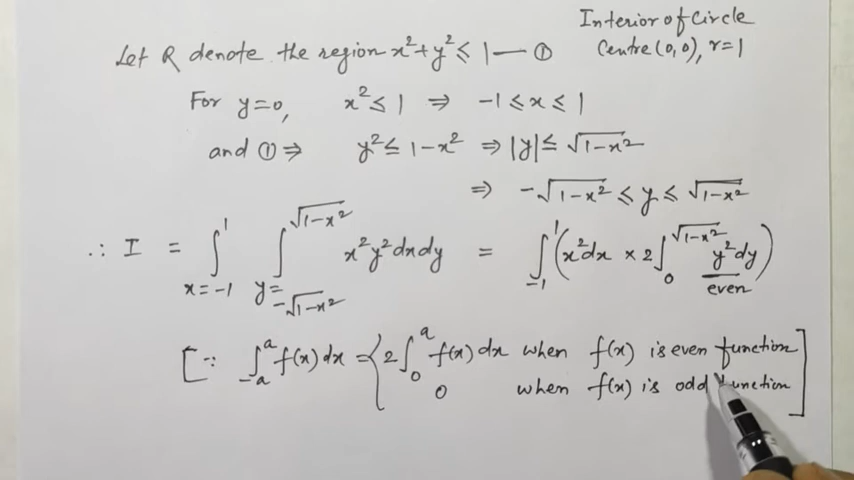 Interior of Circle
Let R denote the region x² + y² ≤ 1 — ①
Centre (0, 0), r = 1
For y=0, x² ≤ 1 ⇒ -1 ≤ x ≤ 1
and ① ⇒ y² ≤ 1 - x² ⇒ |y| ≤ √(1-x²)
⇒ -√(1-x²) ≤ y ≤ √(1-x²)
∴ I = ∫_{x=-1}^{1} ∫_{y=-√(1-x²)}^{√(1-x²)} x²y² dx dy = ∫_{-1}^{1} (x² dx × 2 ∫_{0}^{√(1-x²)} y² dy)
even
[∵ ∫_{-a}^{a} f(x) dx = { 2 ∫_{0}^{a} f(x) dx when f(x) is even function
0 when f(x) is odd function ]